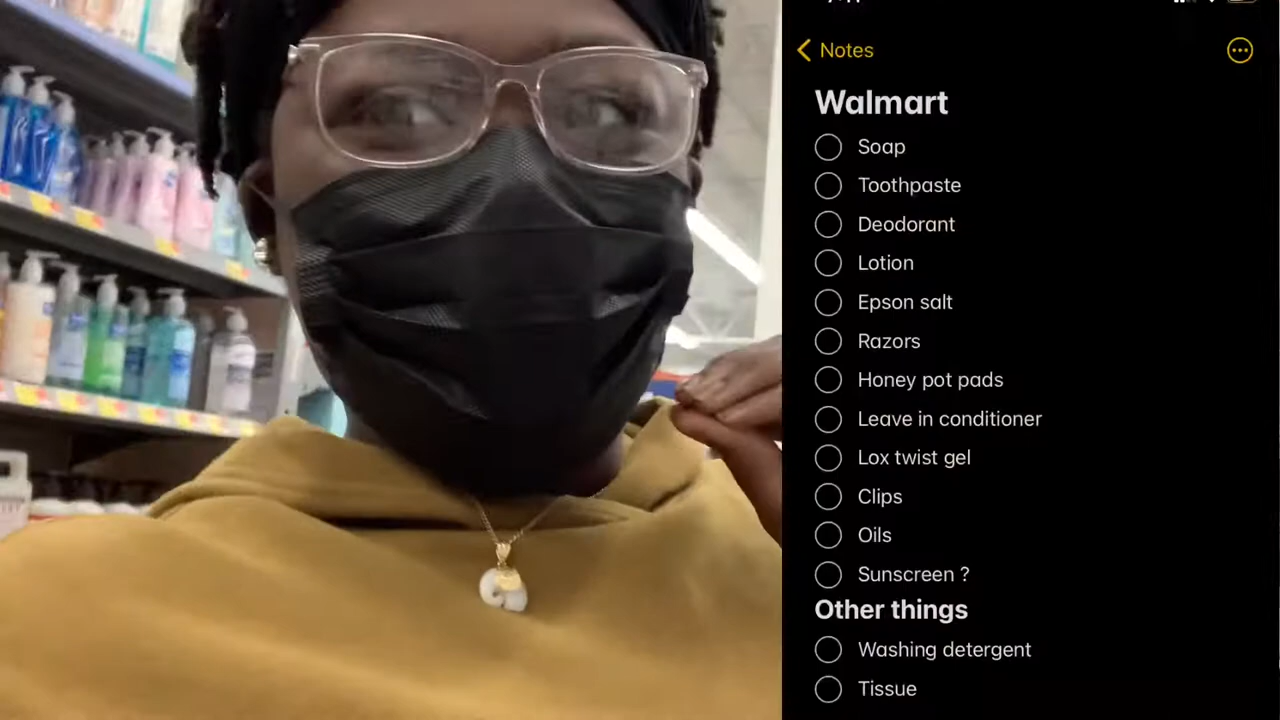 Notes
Walmart
Soap
Toothpaste
Deodorant
Lotion
Epson salt
Razors
Honey pot pads
Leave in conditioner
Lox twist gel
Clips
Oils
Sunscreen ?
Other things
Washing detergent
Tissue